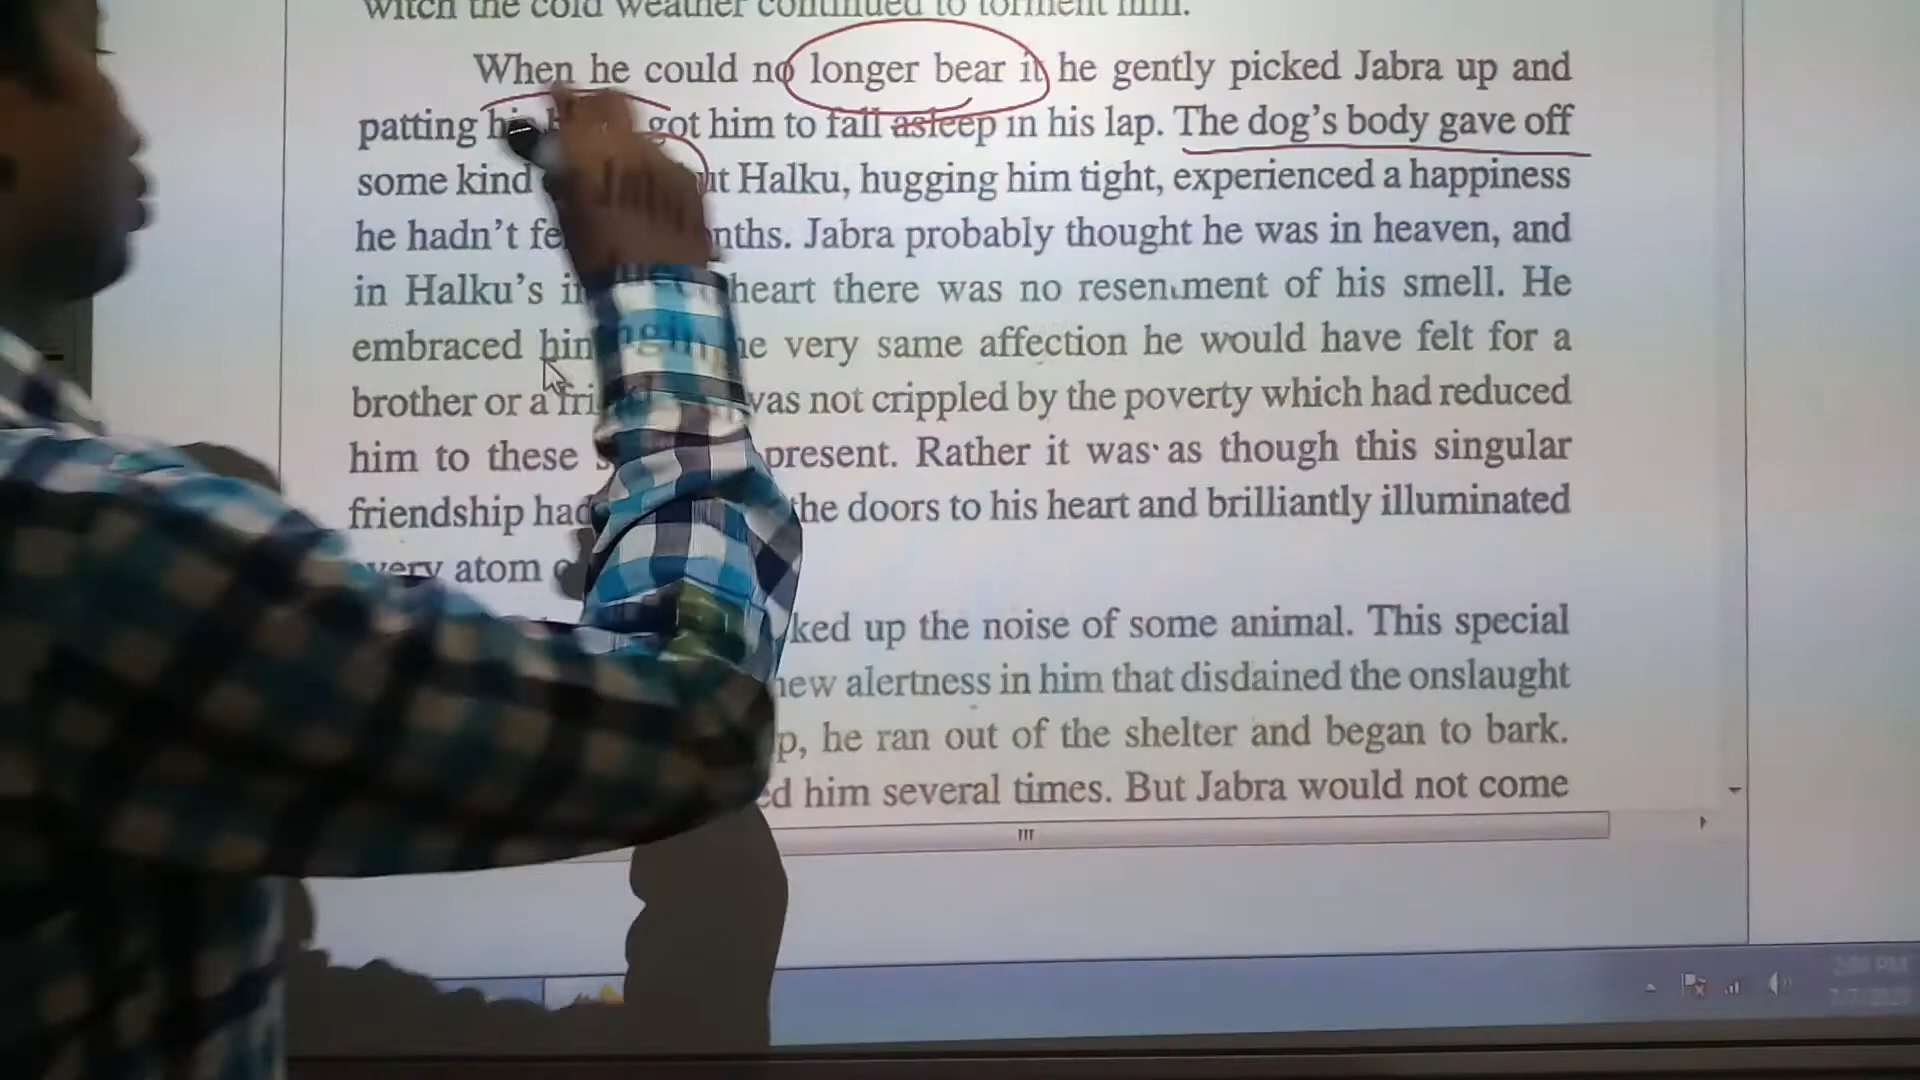 witch the cold weather continued to torment him.
When he could no longer bear it he gently picked Jabra up and
patting got him to fall asleep in his lap. The dog's body gave off
some kind Halku, hugging him tight, experienced a happiness
he hadn't Jabra probably thought he was in heaven, and
in Halku's heart there was no resentment of his smell. He
embraced very same affection he would have felt for a
brother or a was not crippled by the poverty which had reduced
him to these present. Rather it was as though this singular
friendship the doors to his heart and brilliantly illuminated
atom
up the noise of some animal. This special
new alertness in him that disdained the onslaught
he ran out of the shelter and began to bark.
him several times. But Jabra would not come